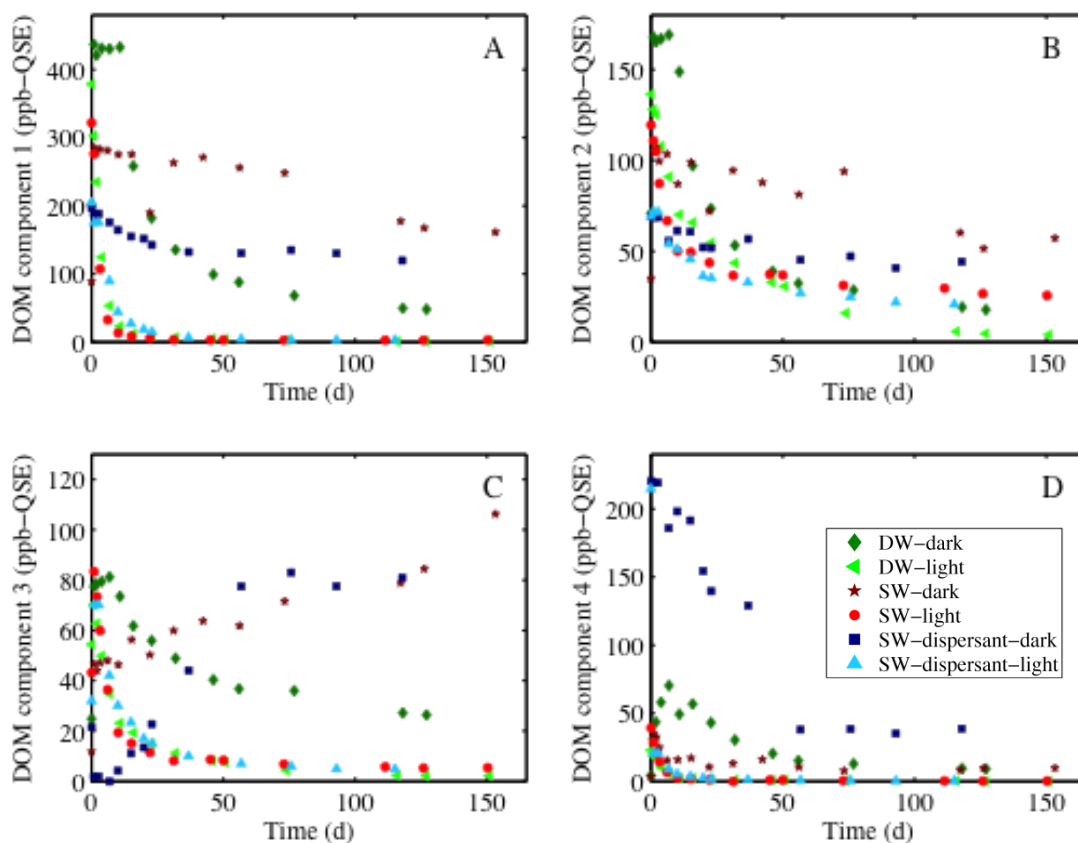 A
DOM component 1 (ppb-QSE)
400
300
200
100
0
0 50 100 150
Time (d)
B
DOM component 2 (ppb-QSE)
150
100
50
0
0 50 100 150
Time (d)
C
DOM component 3 (ppb-QSE)
120
100
80
60
40
20
0
0 50 100 150
Time (d)
D
DOM component 4 (ppb-QSE)
200
150
100
50
0
0 50 100 150
Time (d)
DW-dark
DW-light
SW-dark
SW-light
SW-dispersant-dark
SW-dispersant-light